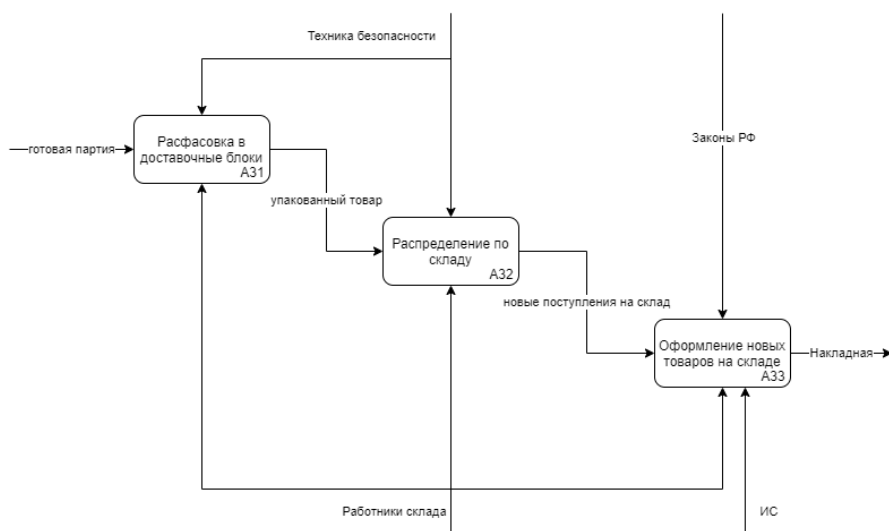 Техника безопасности
Законы РФ
готовая партия
Расфасовка в
доставочные блоки
А31
упакованный товар
Распределение по
складу
А32
новые поступления на склад
Оформление новых
товаров на складе
А33
Накладная
Работники склада
ИС